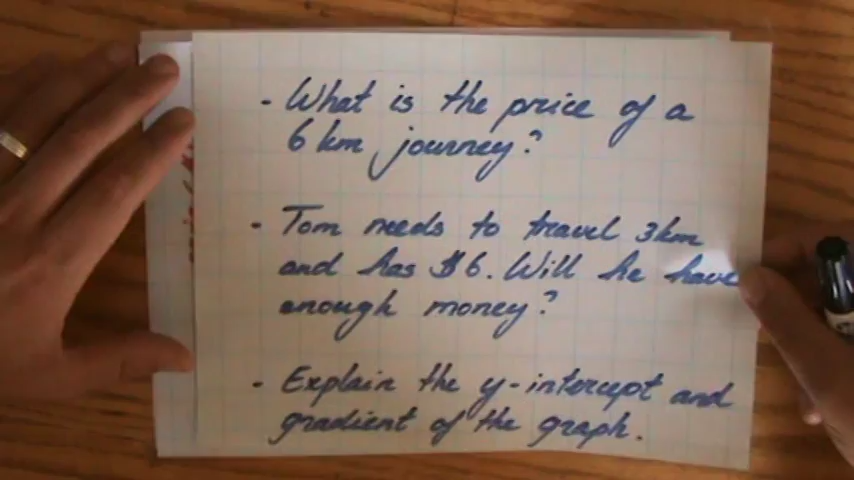 - What is the price of a
6 km journey?
- Tom needs to travel 3km
and has $6. Will he have
enough money?
- Explain the y-intercept and
gradient of the graph.